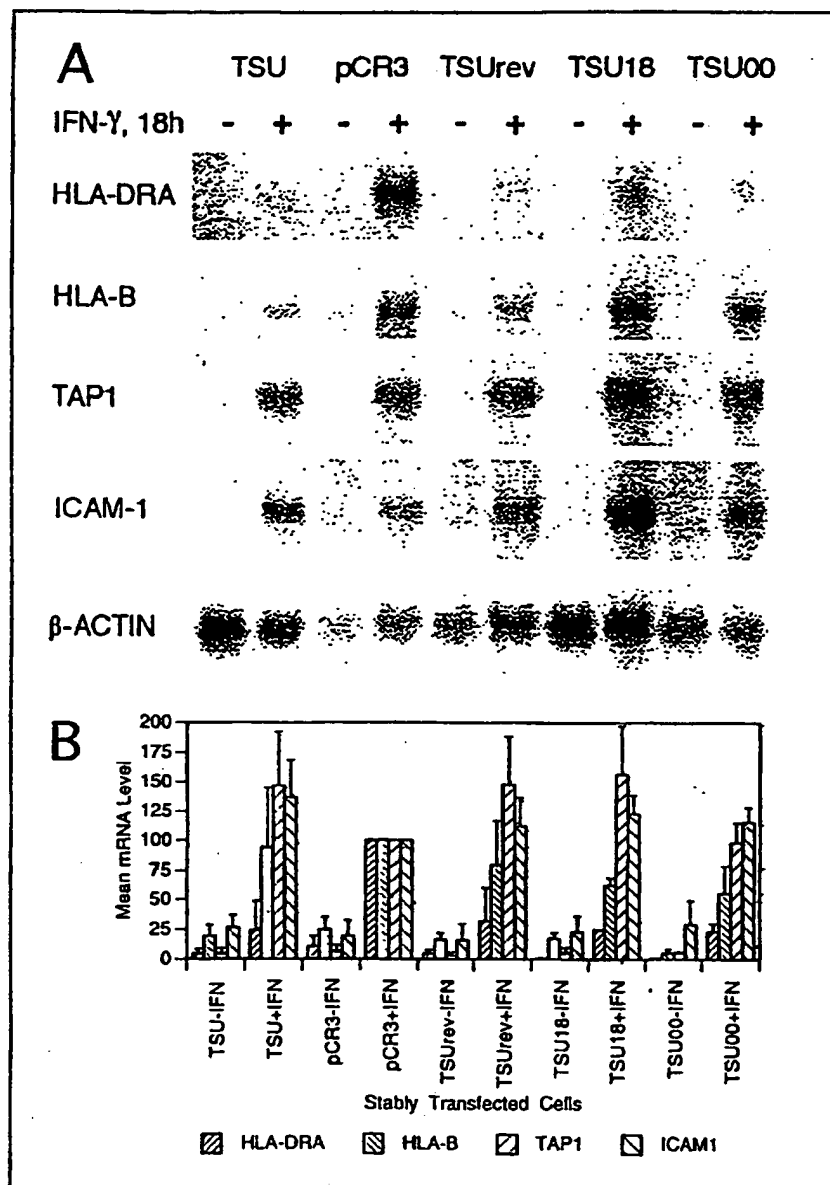 A
TSU pCR3 TSUrev TSU18 TSU00
IFN-γ, 18h - + - + - + - + - +
HLA-DRA
HLA-B
TAP1
ICAM-1
β-ACTIN
B
Mean mRNA Level
200
175
150
125
100
75
50
25
0
TSU-IFN
TSU+IFN
pCR3-IFN
pCR3+IFN
TSUrev-IFN
TSUrev+IFN
TSU18-IFN
TSU18+IFN
TSU00-IFN
TSU00+IFN
Stably Transfected Cells
HLA-DRA HLA-B TAP1 ICAM1